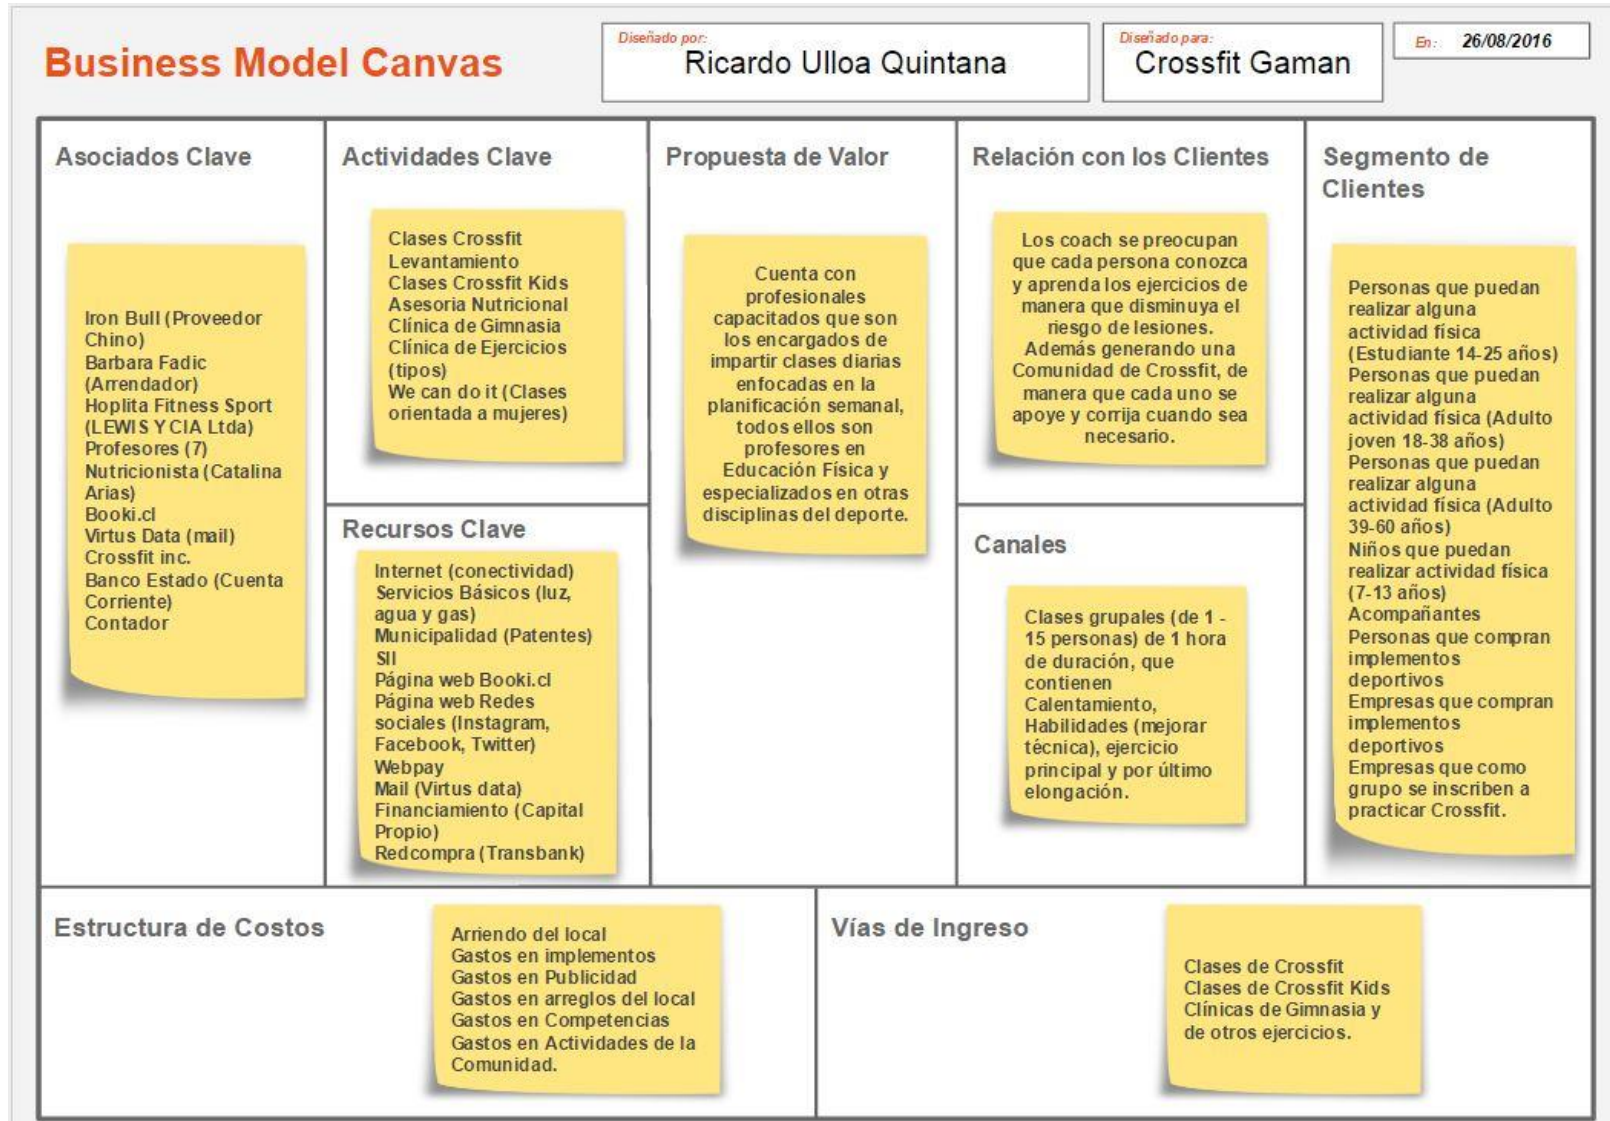 Business Model Canvas
Diseñado por:
Ricardo Ulloa Quintana
Diseñado para:
Crossfit Gaman
En: 26/08/2016
Asociados Clave
Iron Bull (Proveedor
Chino)
Barbara Fadic
(Arrendador)
Hoplita Fitness Sport
(LEWIS Y CIA Ltda)
Profesores (7)
Nutricionista (Catalina
Arias)
Booki.cl
Virtus Data (mail)
Crossfit inc.
Banco Estado (Cuenta
Corriente)
Contador
Actividades Clave
Clases Crossfit
Levantamiento
Clases Crossfit Kids
Asesoria Nutricional
Clínica de Gimnasia
Clínica de Ejercicios
(tipos)
We can do it (Clases
orientada a mujeres)
Recursos Clave
Internet (conectividad)
Servicios Básicos (luz,
agua y gas)
Municipalidad (Patentes)
SII
Página web Booki.cl
Página web Redes
sociales (Instagram,
Facebook, Twitter)
Webpay
Mail (Virtus data)
Financiamiento (Capital
Propio)
Redcompra (Transbank)
Propuesta de Valor
Cuenta con
profesionales
capacitados que son
los encargados de
impartir clases diarias
enfocadas en la
planificación semanal,
todos ellos son
profesores en
Educación Física y
especializados en otras
disciplinas del deporte.
Relación con los Clientes
Los coach se preocupan
que cada persona conozca
y aprenda los ejercicios de
manera que disminuya el
riesgo de lesiones.
Además generando una
Comunidad de Crossfit, de
manera que cada uno se
apoye y corrija cuando sea
necesario.
Canales
Clases grupales (de 1 -
15 personas) de 1 hora
de duración, que
contienen
Calentamiento,
Habilidades (mejorar
técnica), ejercicio
principal y por último
elongación.
Segmento de
Clientes
Personas que puedan
realizar alguna
actividad física
(Estudiante 14-25 años)
Personas que puedan
realizar alguna
actividad física (Adulto
joven 18-38 años)
Personas que puedan
realizar alguna
actividad física (Adulto
39-60 años)
Niños que puedan
realizar actividad física
(7-13 años)
Acompañantes
Personas que compran
implementos
deportivos
Empresas que compran
implementos
deportivos
Empresas que como
grupo se inscriben a
practicar Crossfit.
Estructura de Costos
Arriendo del local
Gastos en implementos
Gastos en Publicidad
Gastos en arreglos del local
Gastos en Competencias
Gastos en Actividades de la
Comunidad.
Vías de Ingreso
Clases de Crossfit
Clases de Crossfit Kids
Clínicas de Gimnasia y
de otros ejercicios.